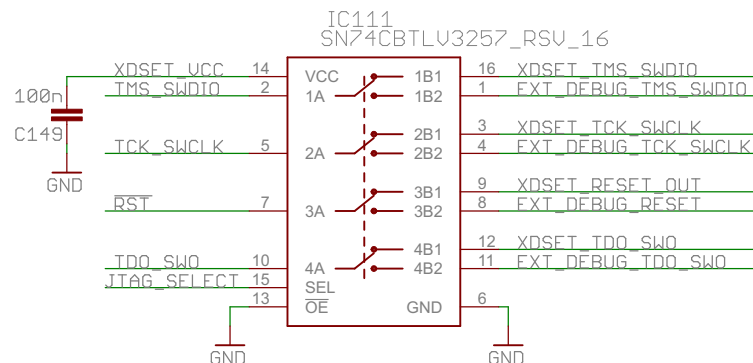 IC111
SN74CBTLV3257_RSV_16
XDSET_VCC 14 VCC 1B1 16 XDSET_TMS_SWDIO
100n TMS_SWDIO 2 1A 1B2 1 EXT_DEBUG_TMS_SWDIO
C149 2B1 3 XDSET_TCK_SWCLK
TCK_SWCLK 5 2A 2B2 4 EXT_DEBUG_TCK_SWCLK
GND 3B1 9 XDSET_RESET_OUT
RST 7 3A 3B2 8 EXT_DEBUG_RESET
4B1 12 XDSET_TDO_SWO
TDO_SWO 10 4A 4B2 11 EXT_DEBUG_TDO_SWO
JTAG_SELECT 15 SEL
13 OE GND 6
GND GND